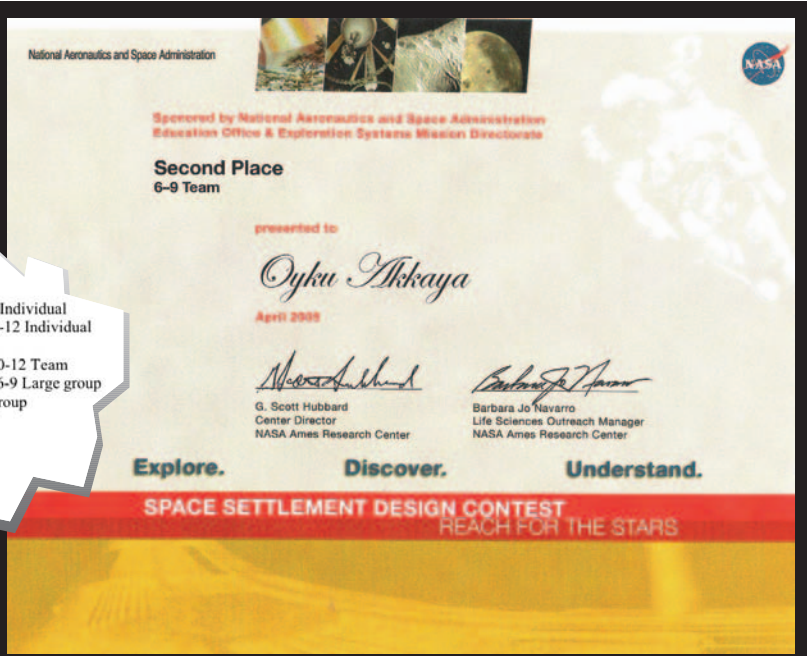 National Aeronautics and Space Administration
NASA
Sponsored by National Aeronautics and Space Administration
Education Office & Exploration Systems Mission Directorate
Second Place
6–9 Team
presented to
Oyku Akkaya
April 2005
Individual
-12 Individual
0-12 Team
6-9 Large group
roup
G. Scott Hubbard
Center Director
NASA Ames Research Center
Barbara Jo Navarro
Life Sciences Outreach Manager
NASA Ames Research Center
Explore. Discover. Understand.
SPACE SETTLEMENT DESIGN CONTEST
REACH FOR THE STARS